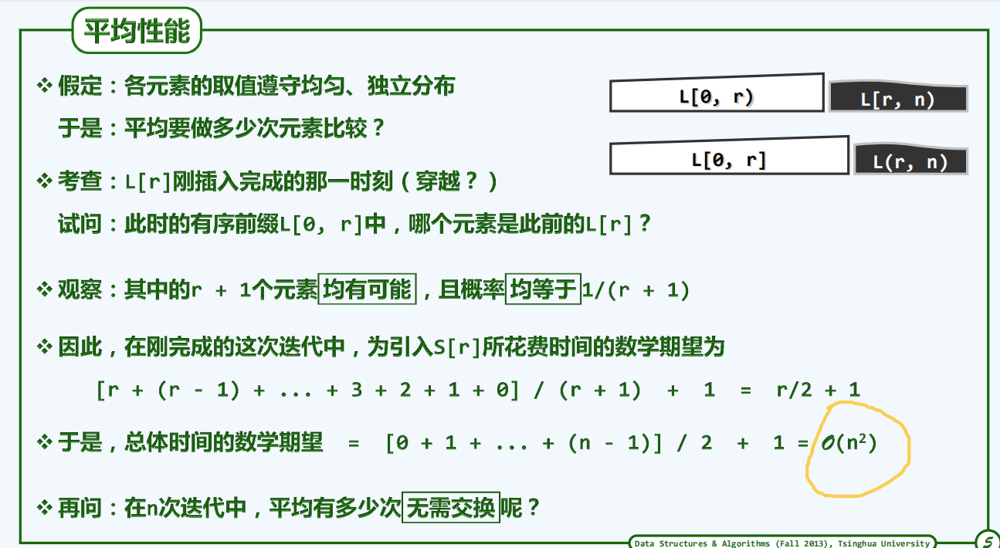 平均性能
❖ 假定：各元素的取值遵守均匀、独立分布
于是：平均要做多少次元素比较？
L[0, r)
L[r, n)
L[0, r]
L(r, n)
❖ 考查：L[r]刚插入完成的那一时刻（穿越？）
试问：此时的有序前缀L[0, r]中，哪个元素是此前的L[r]？
❖ 观察：其中的r + 1个元素均有可能，且概率均等于1/(r + 1)
❖ 因此，在刚完成的这次迭代中，为引入S[r]所花费时间的数学期望为
[r + (r - 1) + ... + 3 + 2 + 1 + 0] / (r + 1) + 1 = r/2 + 1
❖ 于是，总体时间的数学期望 = [0 + 1 + ... + (n - 1)] / 2 + 1 = O(n²)
❖ 再问：在n次迭代中，平均有多少次无需交换呢？
Data Structures & Algorithms (Fall 2013), Tsinghua University
5